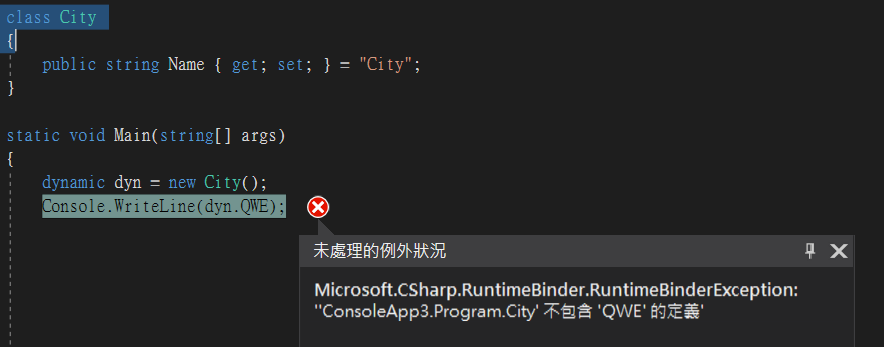 class City
{
public string Name { get; set; } = "City";
}
static void Main(string[] args)
{
dynamic dyn = new City();
Console.WriteLine(dyn.QWE);
未處理的例外狀況
Microsoft.CSharp.RuntimeBinder.RuntimeBinderException:
''ConsoleApp3.Program.City' 不包含 'QWE' 的定義'